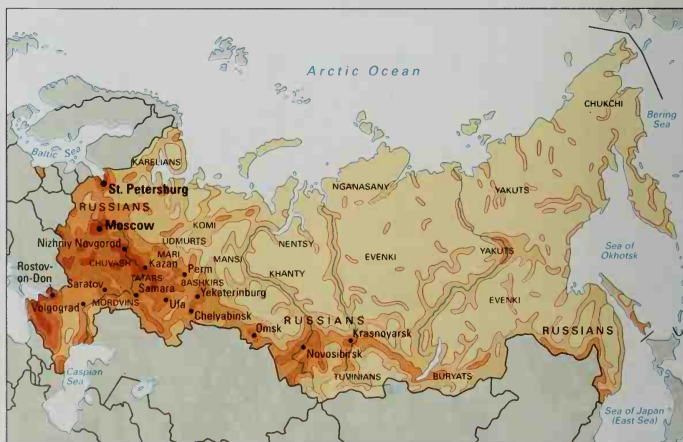 Arctic Ocean
CHUKCHI
Bering
Sea
Baltic Sea
KARELIANS
NGANASANY
YAKUTS
St. Petersburg
RUSSIANS
Moscow
KOMI
Nizhniy Novgorod
UDMURTS
NENTSY
YAKUTS
Sea of
Okhotsk
MARI
CHUVASH
Kazan
MANSI
EVENKI
Rostov-
on-Don
TATARS
Perm
KHANTY
BASHKIRS
Saratov
Samara
Yekaterinburg
EVENKI
MORDVINS
Ufa
Volgograd
Chelyabinsk
RUSSIANS
RUSSIANS
Omsk
Krasnoyarsk
Novosibirsk
Caspian
Sea
TUVINIANS
BURYATS
Sea of Japan
(East Sea)